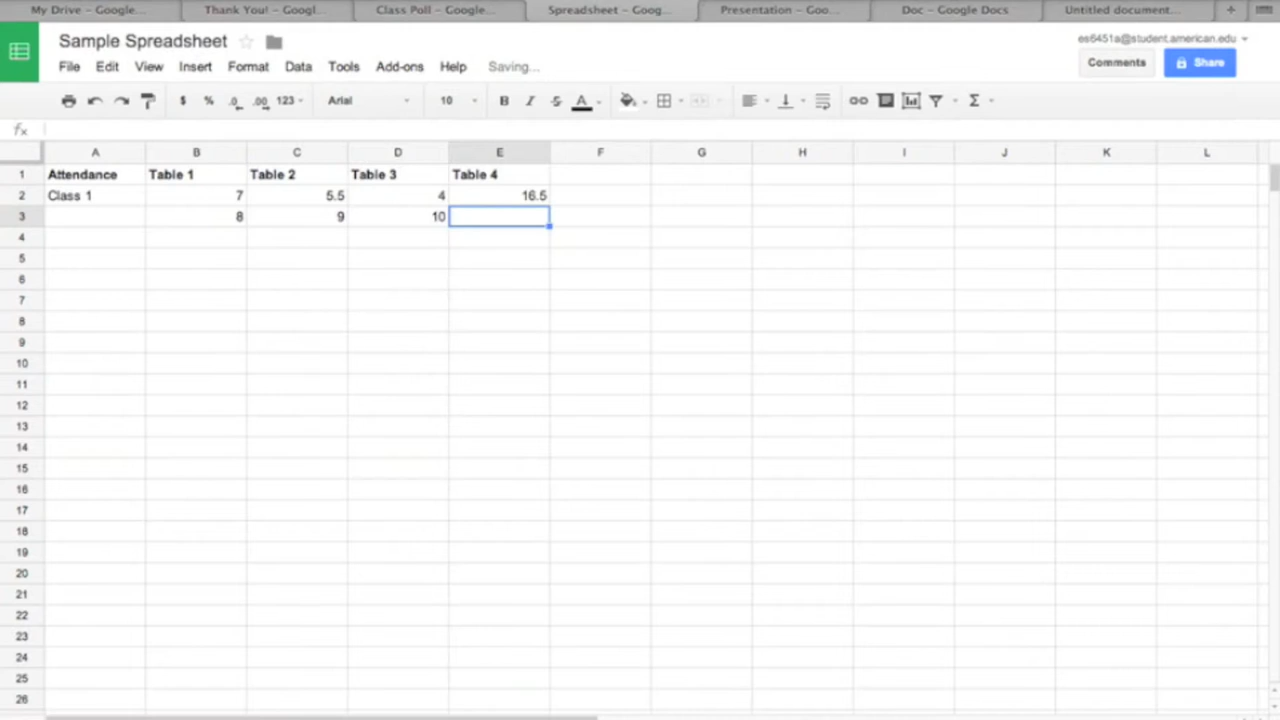 My Drive – Google... Thank You! – Googl... Class Poll – Google... Spreadsheet – Goog... Presentation – Goo... Doc – Google Docs Untitled document... +
Sample Spreadsheet es6451a@student.american.edu
File Edit View Insert Format Data Tools Add-ons Help Saving... Comments Share
$ % .0 .00 123 Arial 10 B I S A Σ
fx
A B C D E F G H I J K L
1 Attendance Table 1 Table 2 Table 3 Table 4
2 Class 1 7 5.5 4 16.5
3 8 9 10
4
5
6
7
8
9
10
11
12
13
14
15
16
17
18
19
20
21
22
23
24
25
26